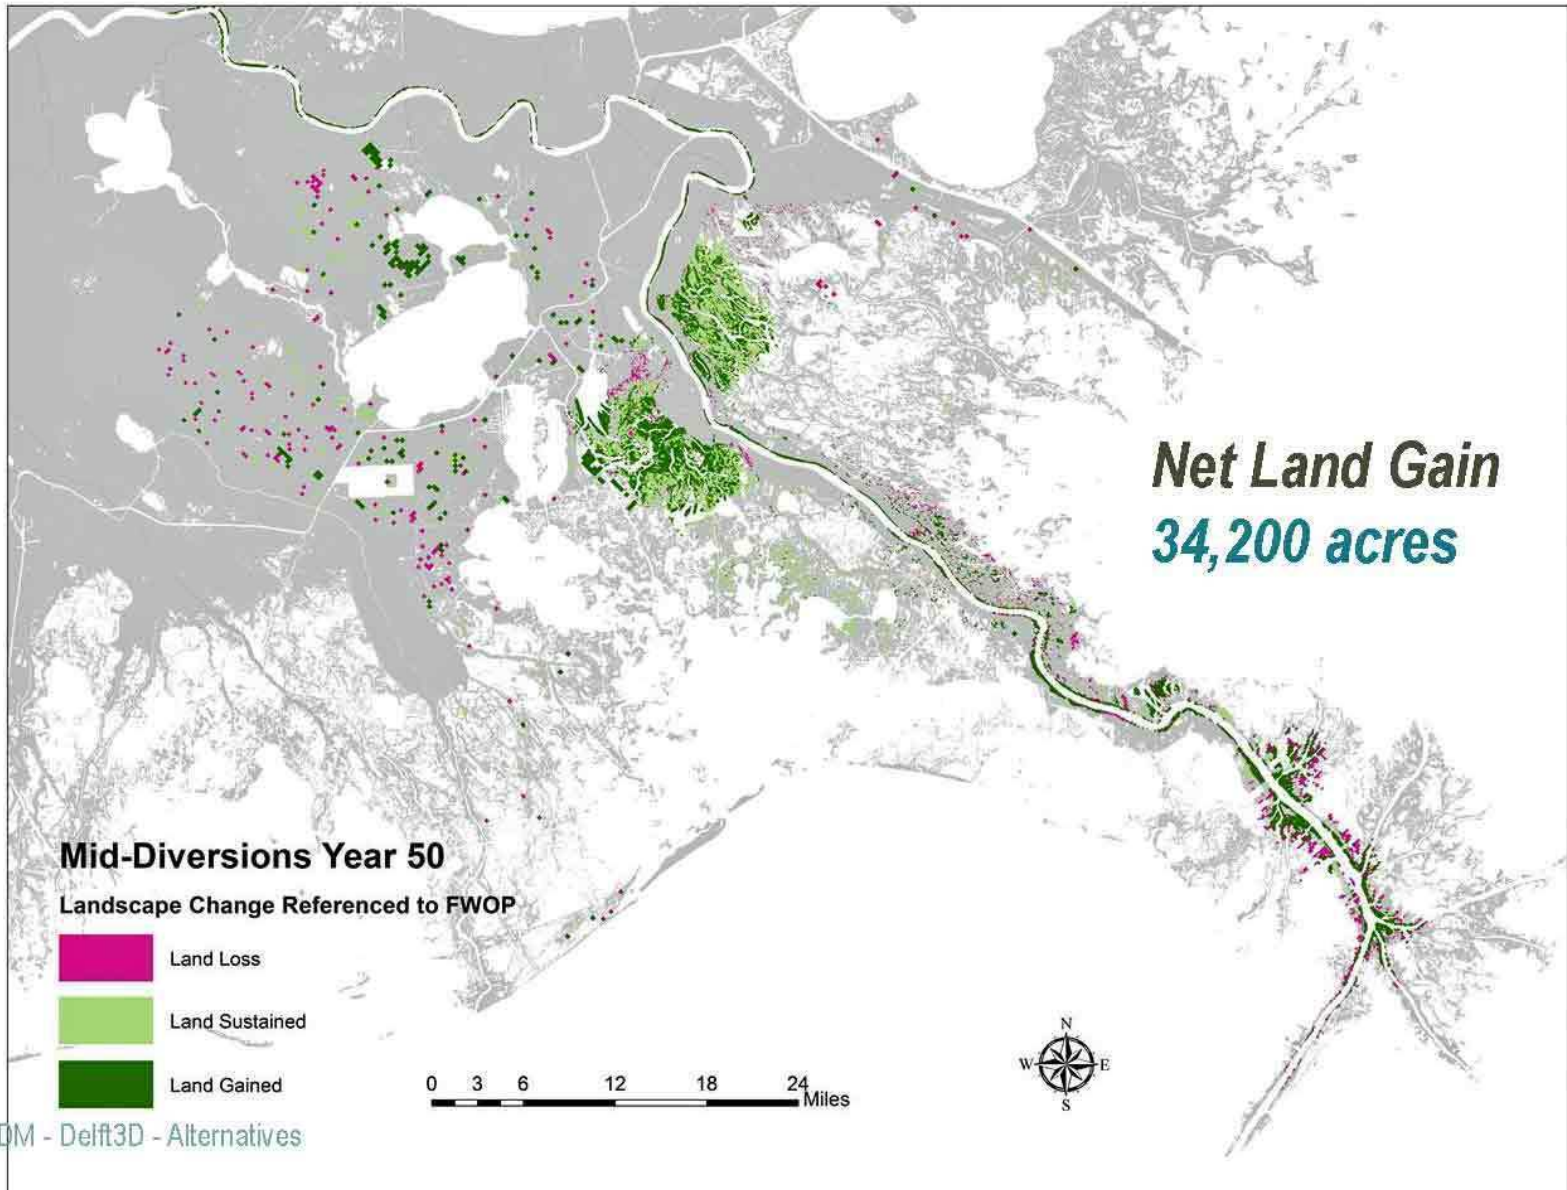 Net Land Gain
34,200 acres
Mid-Diversions Year 50
Landscape Change Referenced to FWOP
Land Loss
Land Sustained
Land Gained
0 3 6 12 18 24 Miles
N
W E
S
DM - Delft3D - Alternatives